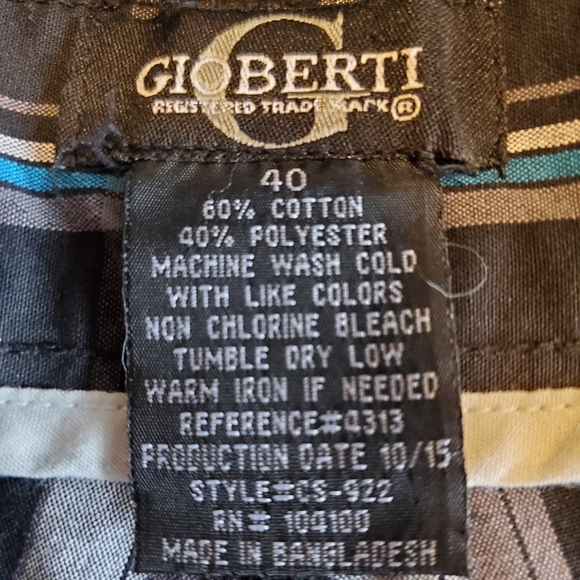 GIOBERTI
REGISTERED TRADE MARK ®
40
60% COTTON
40% POLYESTER
MACHINE WASH COLD
WITH LIKE COLORS
NON CHLORINE BLEACH
TUMBLE DRY LOW
WARM IRON IF NEEDED
REFERENCE#4313
PRODUCTION DATE 10/15
STYLE#CS-922
RN# 104100
MADE IN BANGLADESH